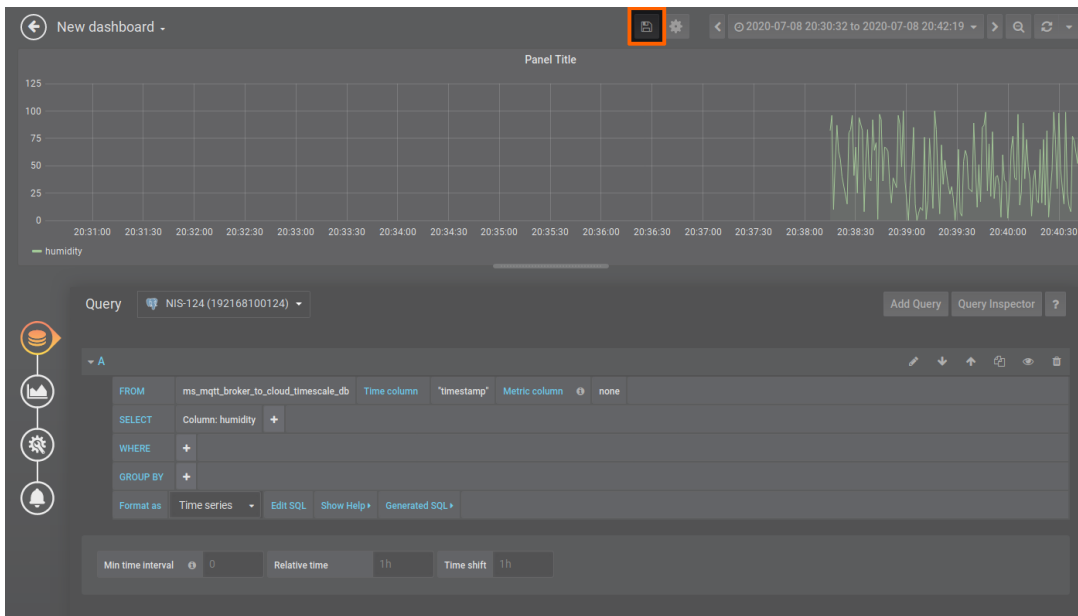 New dashboard
2020-07-08 20:30:32 to 2020-07-08 20:42:19
Panel Title
125
100
75
50
25
0
20:31:00 20:31:30 20:32:00 20:32:30 20:33:00 20:33:30 20:34:00 20:34:30 20:35:00 20:35:30 20:36:00 20:36:30 20:37:00 20:37:30 20:38:00 20:38:30 20:39:00 20:39:30 20:40:00 20:40:30
humidity
Query NIS-124 (192168100124) Add Query Query Inspector ?
A
FROM ms_mqtt_broker_to_cloud_timescale_db Time column "timestamp" Metric column none
SELECT Column: humidity +
WHERE +
GROUP BY +
Format as Time series Edit SQL Show Help Generated SQL
Min time interval 0 Relative time 1h Time shift 1h